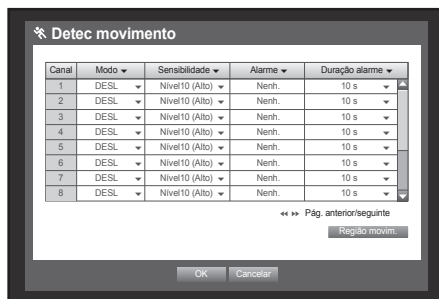 Detec movimento
Canal Modo Sensibilidade Alarme Duração alarme
1 DESL Nível10 (Alto) Nenh. 10 s
2 DESL Nível10 (Alto) Nenh. 10 s
3 DESL Nível10 (Alto) Nenh. 10 s
4 DESL Nível10 (Alto) Nenh. 10 s
5 DESL Nível10 (Alto) Nenh. 10 s
6 DESL Nível10 (Alto) Nenh. 10 s
7 DESL Nível10 (Alto) Nenh. 10 s
8 DESL Nível10 (Alto) Nenh. 10 s
Pág. anterior/seguinte
Região movim.
OK Cancelar